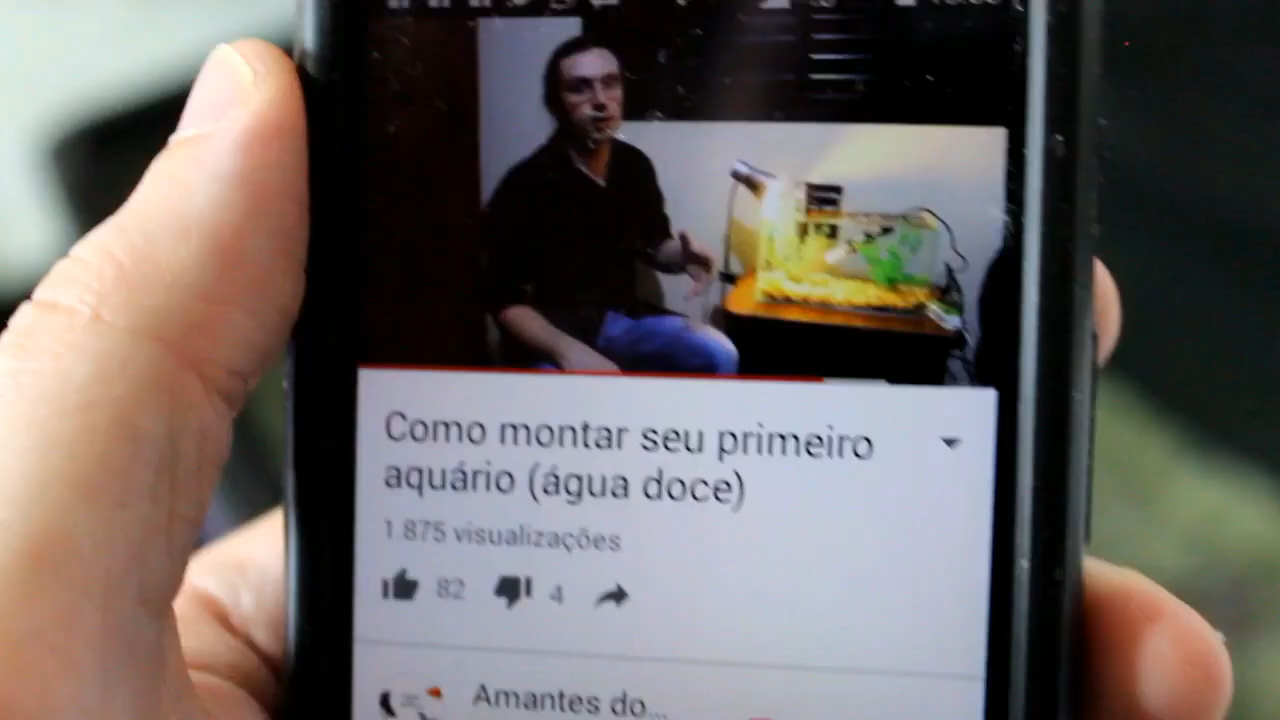 Como montar seu primeiro
aquário (água doce)
1.875 visualizações
82 4
Amantes do...